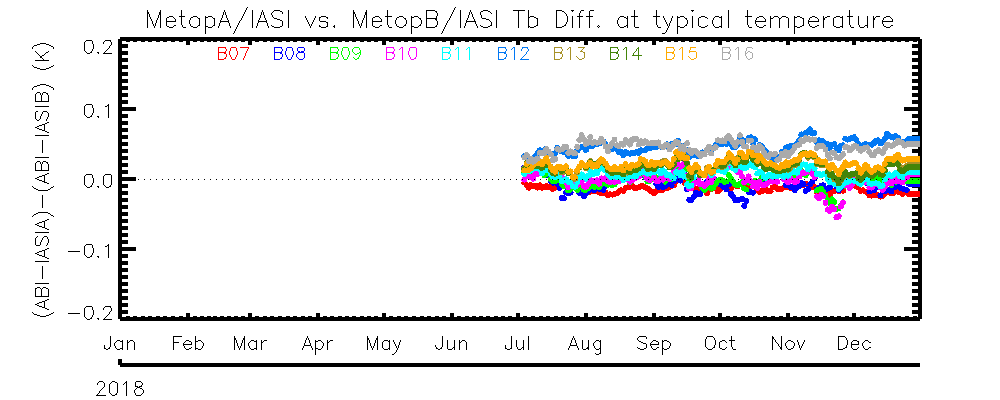 MetopA/IASI vs. MetopB/IASI Tb Diff. at typical temperature
B07 B08 B09 B10 B11 B12 B13 B14 B15 B16
(ABI-IASIA)-(ABI-IASIB) (K)
0.2
0.1
0.0
-0.1
-0.2
Jan Feb Mar Apr May Jun Jul Aug Sep Oct Nov Dec
2018